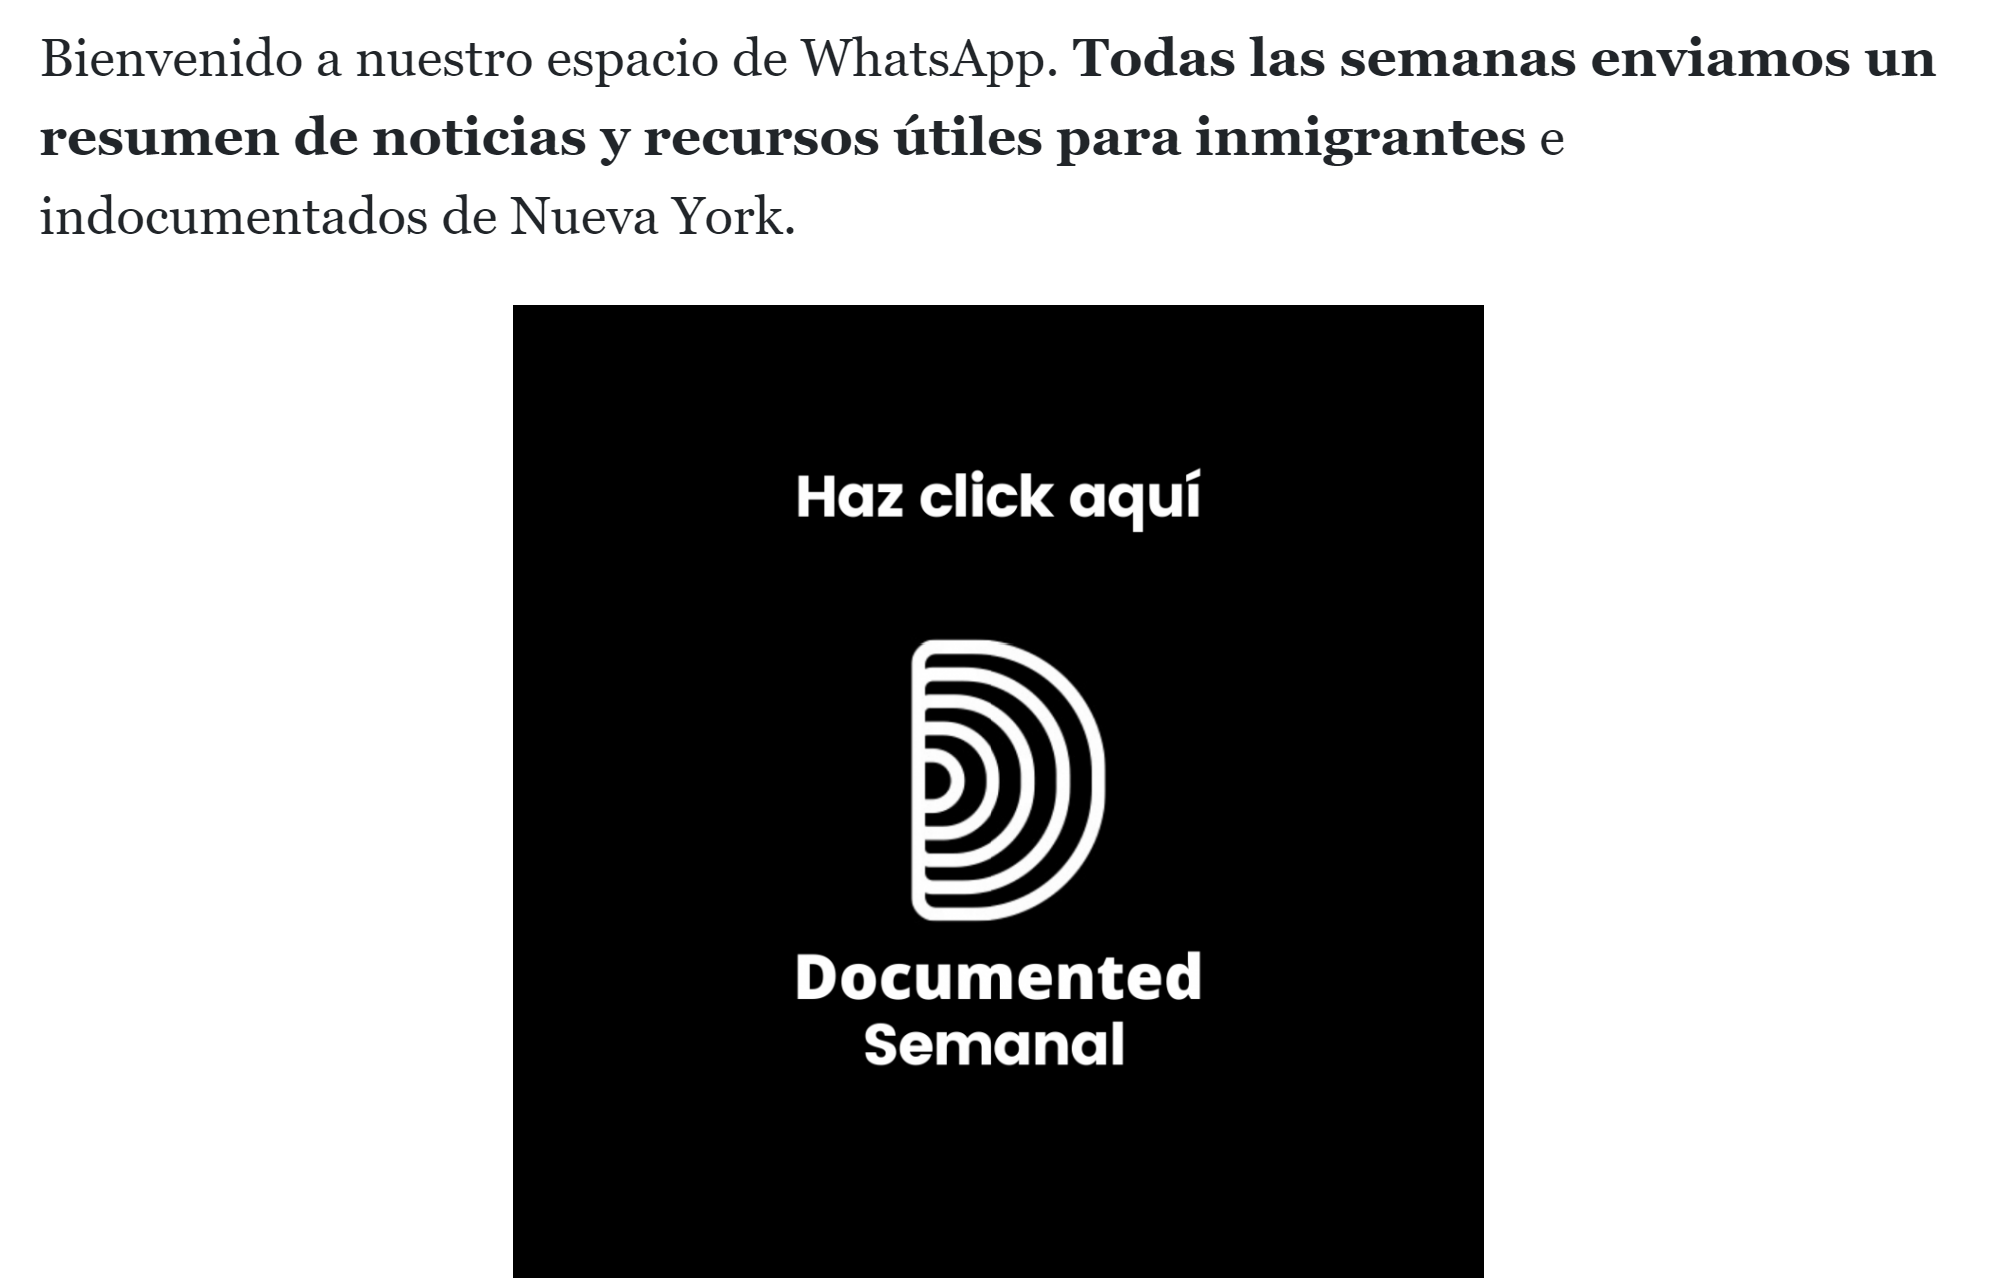 Bienvenido a nuestro espacio de WhatsApp. Todas las semanas enviamos un
resumen de noticias y recursos útiles para inmigrantes e
indocumentados de Nueva York.
Haz click aquí
Documented
Semanal